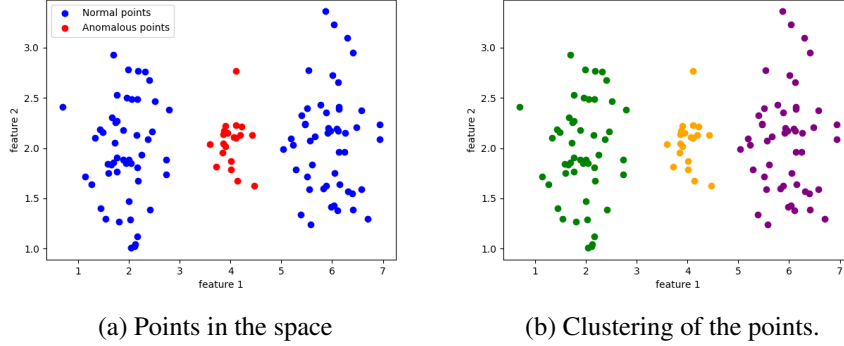 Normal points
Anomalous points
3.0
2.5
2.0
1.5
1.0
feature 2
1 2 3 4 5 6 7
feature 1
(a) Points in the space
3.0
2.5
2.0
1.5
1.0
feature 2
1 2 3 4 5 6 7
feature 1
(b) Clustering of the points.